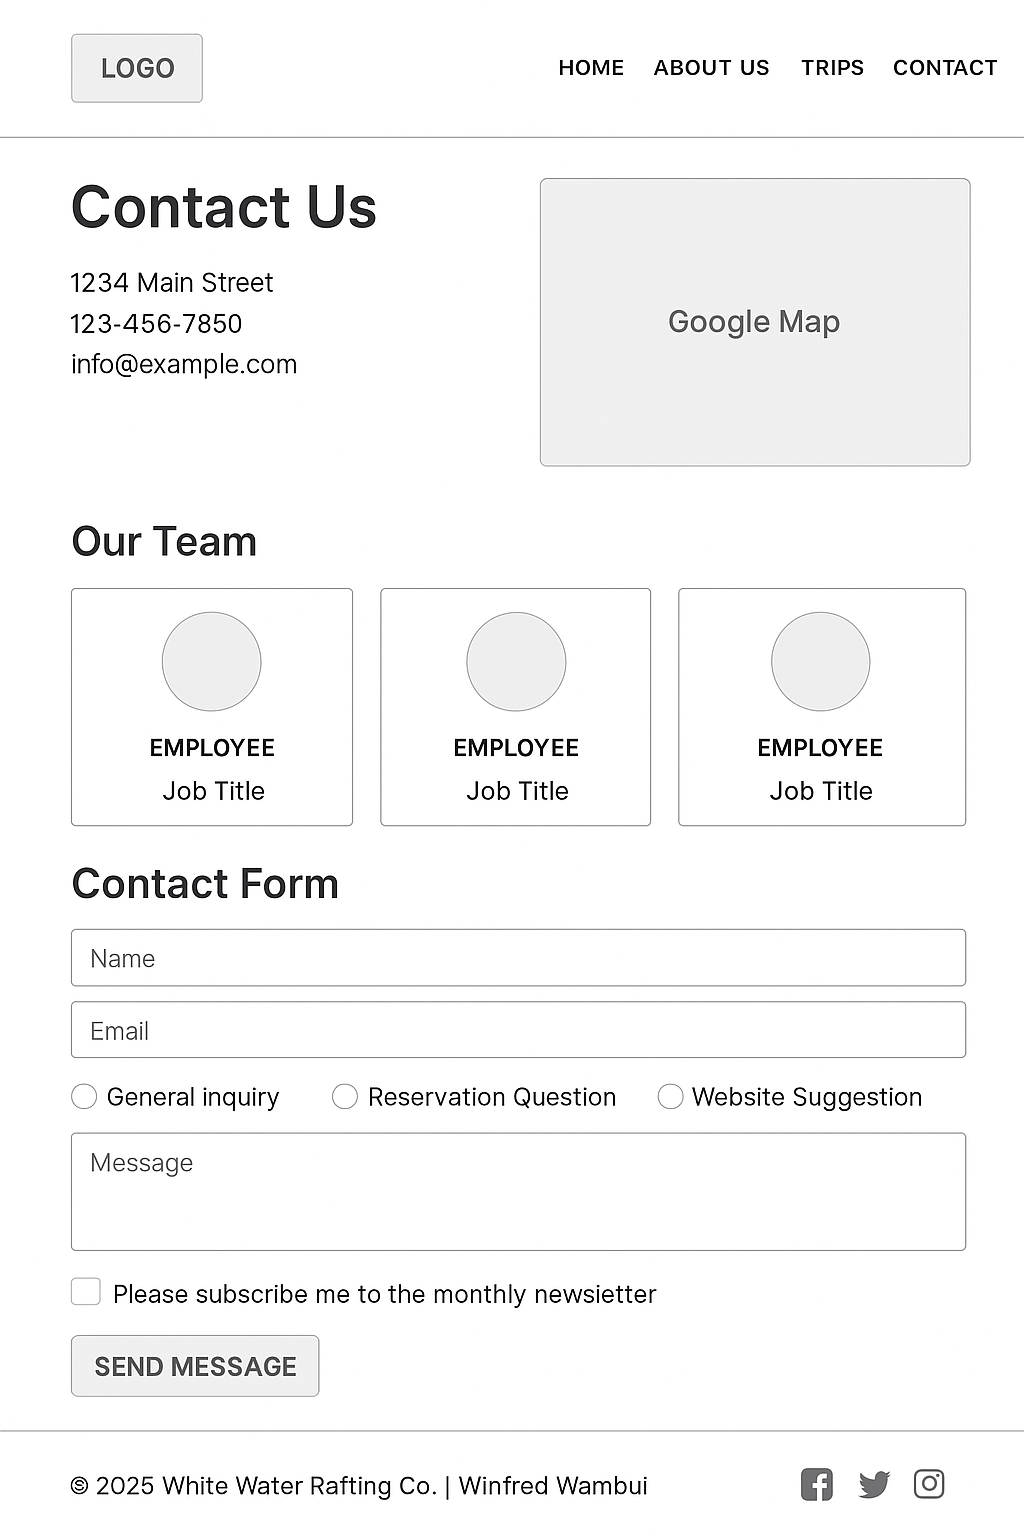 LOGO
HOME ABOUT US TRIPS CONTACT
Contact Us
1234 Main Street
123-456-7850
info@example.com
Google Map
Our Team
EMPLOYEE EMPLOYEE EMPLOYEE
Job Title Job Title Job Title
Contact Form
Name
Email
General inquiry Reservation Question Website Suggestion
Message
Please subscribe me to the monthly newsietter
SEND MESSAGE
© 2025 White Water Rafting Co. | Winfred Wambui